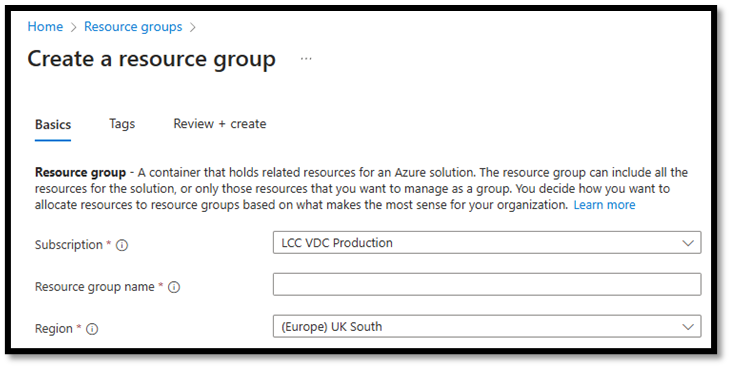 Home > Resource groups >
Create a resource group ...
Basics Tags Review + create
Resource group - A container that holds related resources for an Azure solution. The resource group can include all the
resources for the solution, or only those resources that you want to manage as a group. You decide how you want to
allocate resources to resource groups based on what makes the most sense for your organization. Learn more
Subscription * LCC VDC Production
Resource group name *
Region * (Europe) UK South